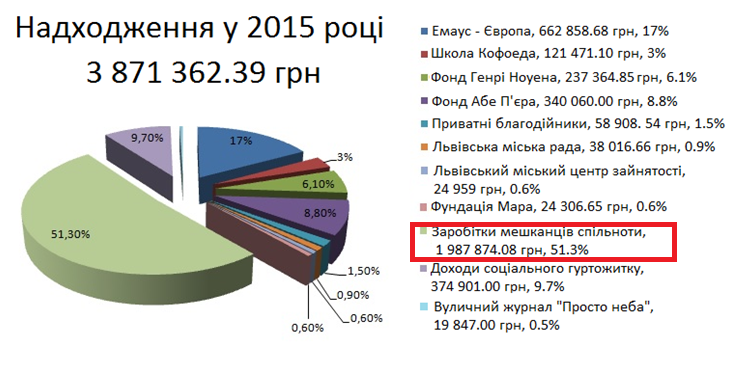 Надходження у 2015 році
3 871 362.39 грн
Емаус - Європа, 662 858.68 грн, 17%
Школа Кофоеда, 121 471.10 грн, 3%
Фонд Генрі Ноуена, 237 364.85 грн, 6.1%
Фонд Абе П'єра, 340 060.00 грн, 8.8%
Приватні благодійники, 58 908. 54 грн, 1.5%
Львівська міська рада, 38 016.66 грн, 0.9%
Львівський міський центр зайнятості,
24 959 грн, 0.6%
Фундація Мара, 24 306.65 грн, 0.6%
Заробітки мешканців спільноти,
1 987 874.08 грн, 51.3%
Доходи соціального гуртожитку,
374 901.00 грн, 9.7%
Вуличний журнал "Просто неба",
19 847.00 грн, 0.5%
17%
3%
6,10%
8,80%
1,50%
0,90%
0,60%
0,60%
51,30%
9,70%